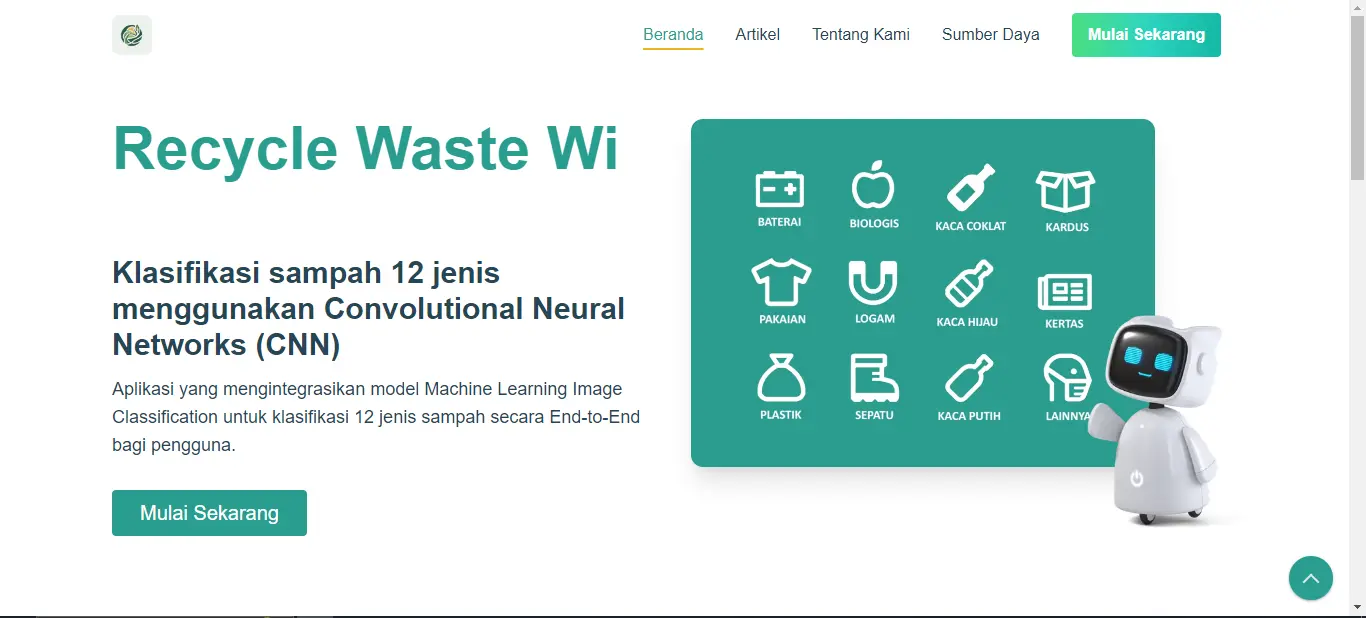 Beranda Artikel Tentang Kami Sumber Daya Mulai Sekarang
Recycle Waste Wi
Klasifikasi sampah 12 jenis
menggunakan Convolutional Neural
Networks (CNN)
Aplikasi yang mengintegrasikan model Machine Learning Image
Classification untuk klasifikasi 12 jenis sampah secara End-to-End
bagi pengguna.
Mulai Sekarang
BATERAI BIOLOGIS KACA COKLAT KARDUS
PAKAIAN LOGAM KACA HIJAU KERTAS
PLASTIK SEPATU KACA PUTIH LAINNYA